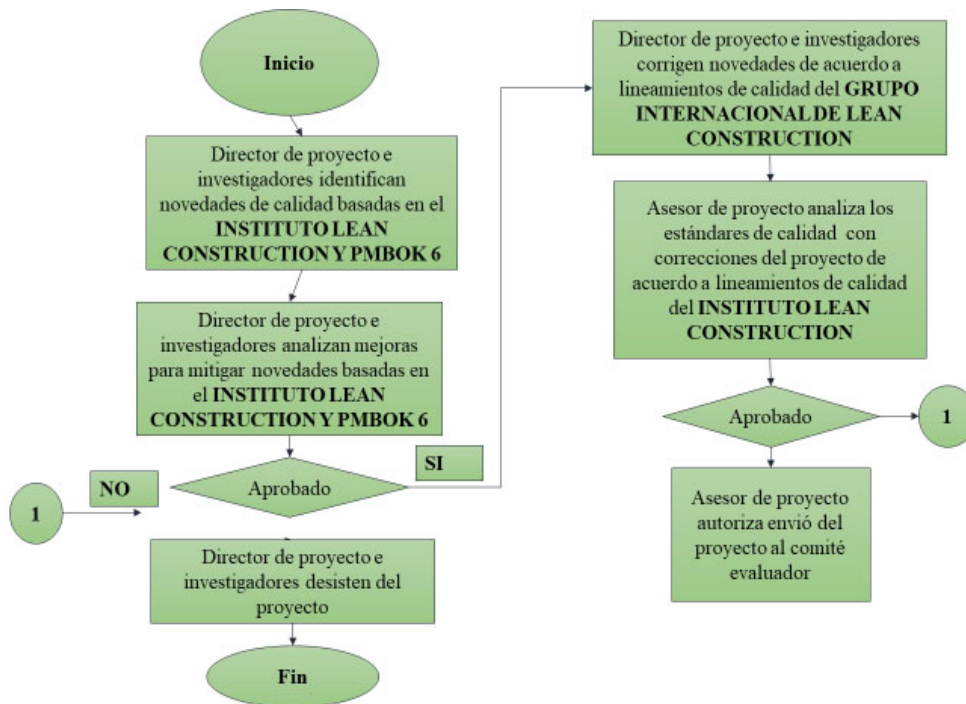 Inicio
Director de proyecto e
investigadores identifican
novedades de calidad basadas en el
INSTITUTO LEAN
CONSTRUCTION Y PMBOK 6
Director de proyecto e
investigadores analizan mejoras
para mitigar novedades basadas en
el INSTITUTO LEAN
CONSTRUCTION Y PMBOK 6
SI
NO
Aprobado
1
Director de proyecto e
investigadores desisten del
proyecto
Fin
Director de proyecto e investigadores
corrigen novedades de acuerdo a
lineamientos de calidad del GRUPO
INTERNACIONAL DE LEAN
CONSTRUCTION
Asesor de proyecto analiza los
estándares de calidad con
correcciones del proyecto de
acuerdo a lineamientos de calidad
del INSTITUTO LEAN
CONSTRUCTION
Aprobado
1
Asesor de proyecto
autoriza envió del
proyecto al comité
evaluador